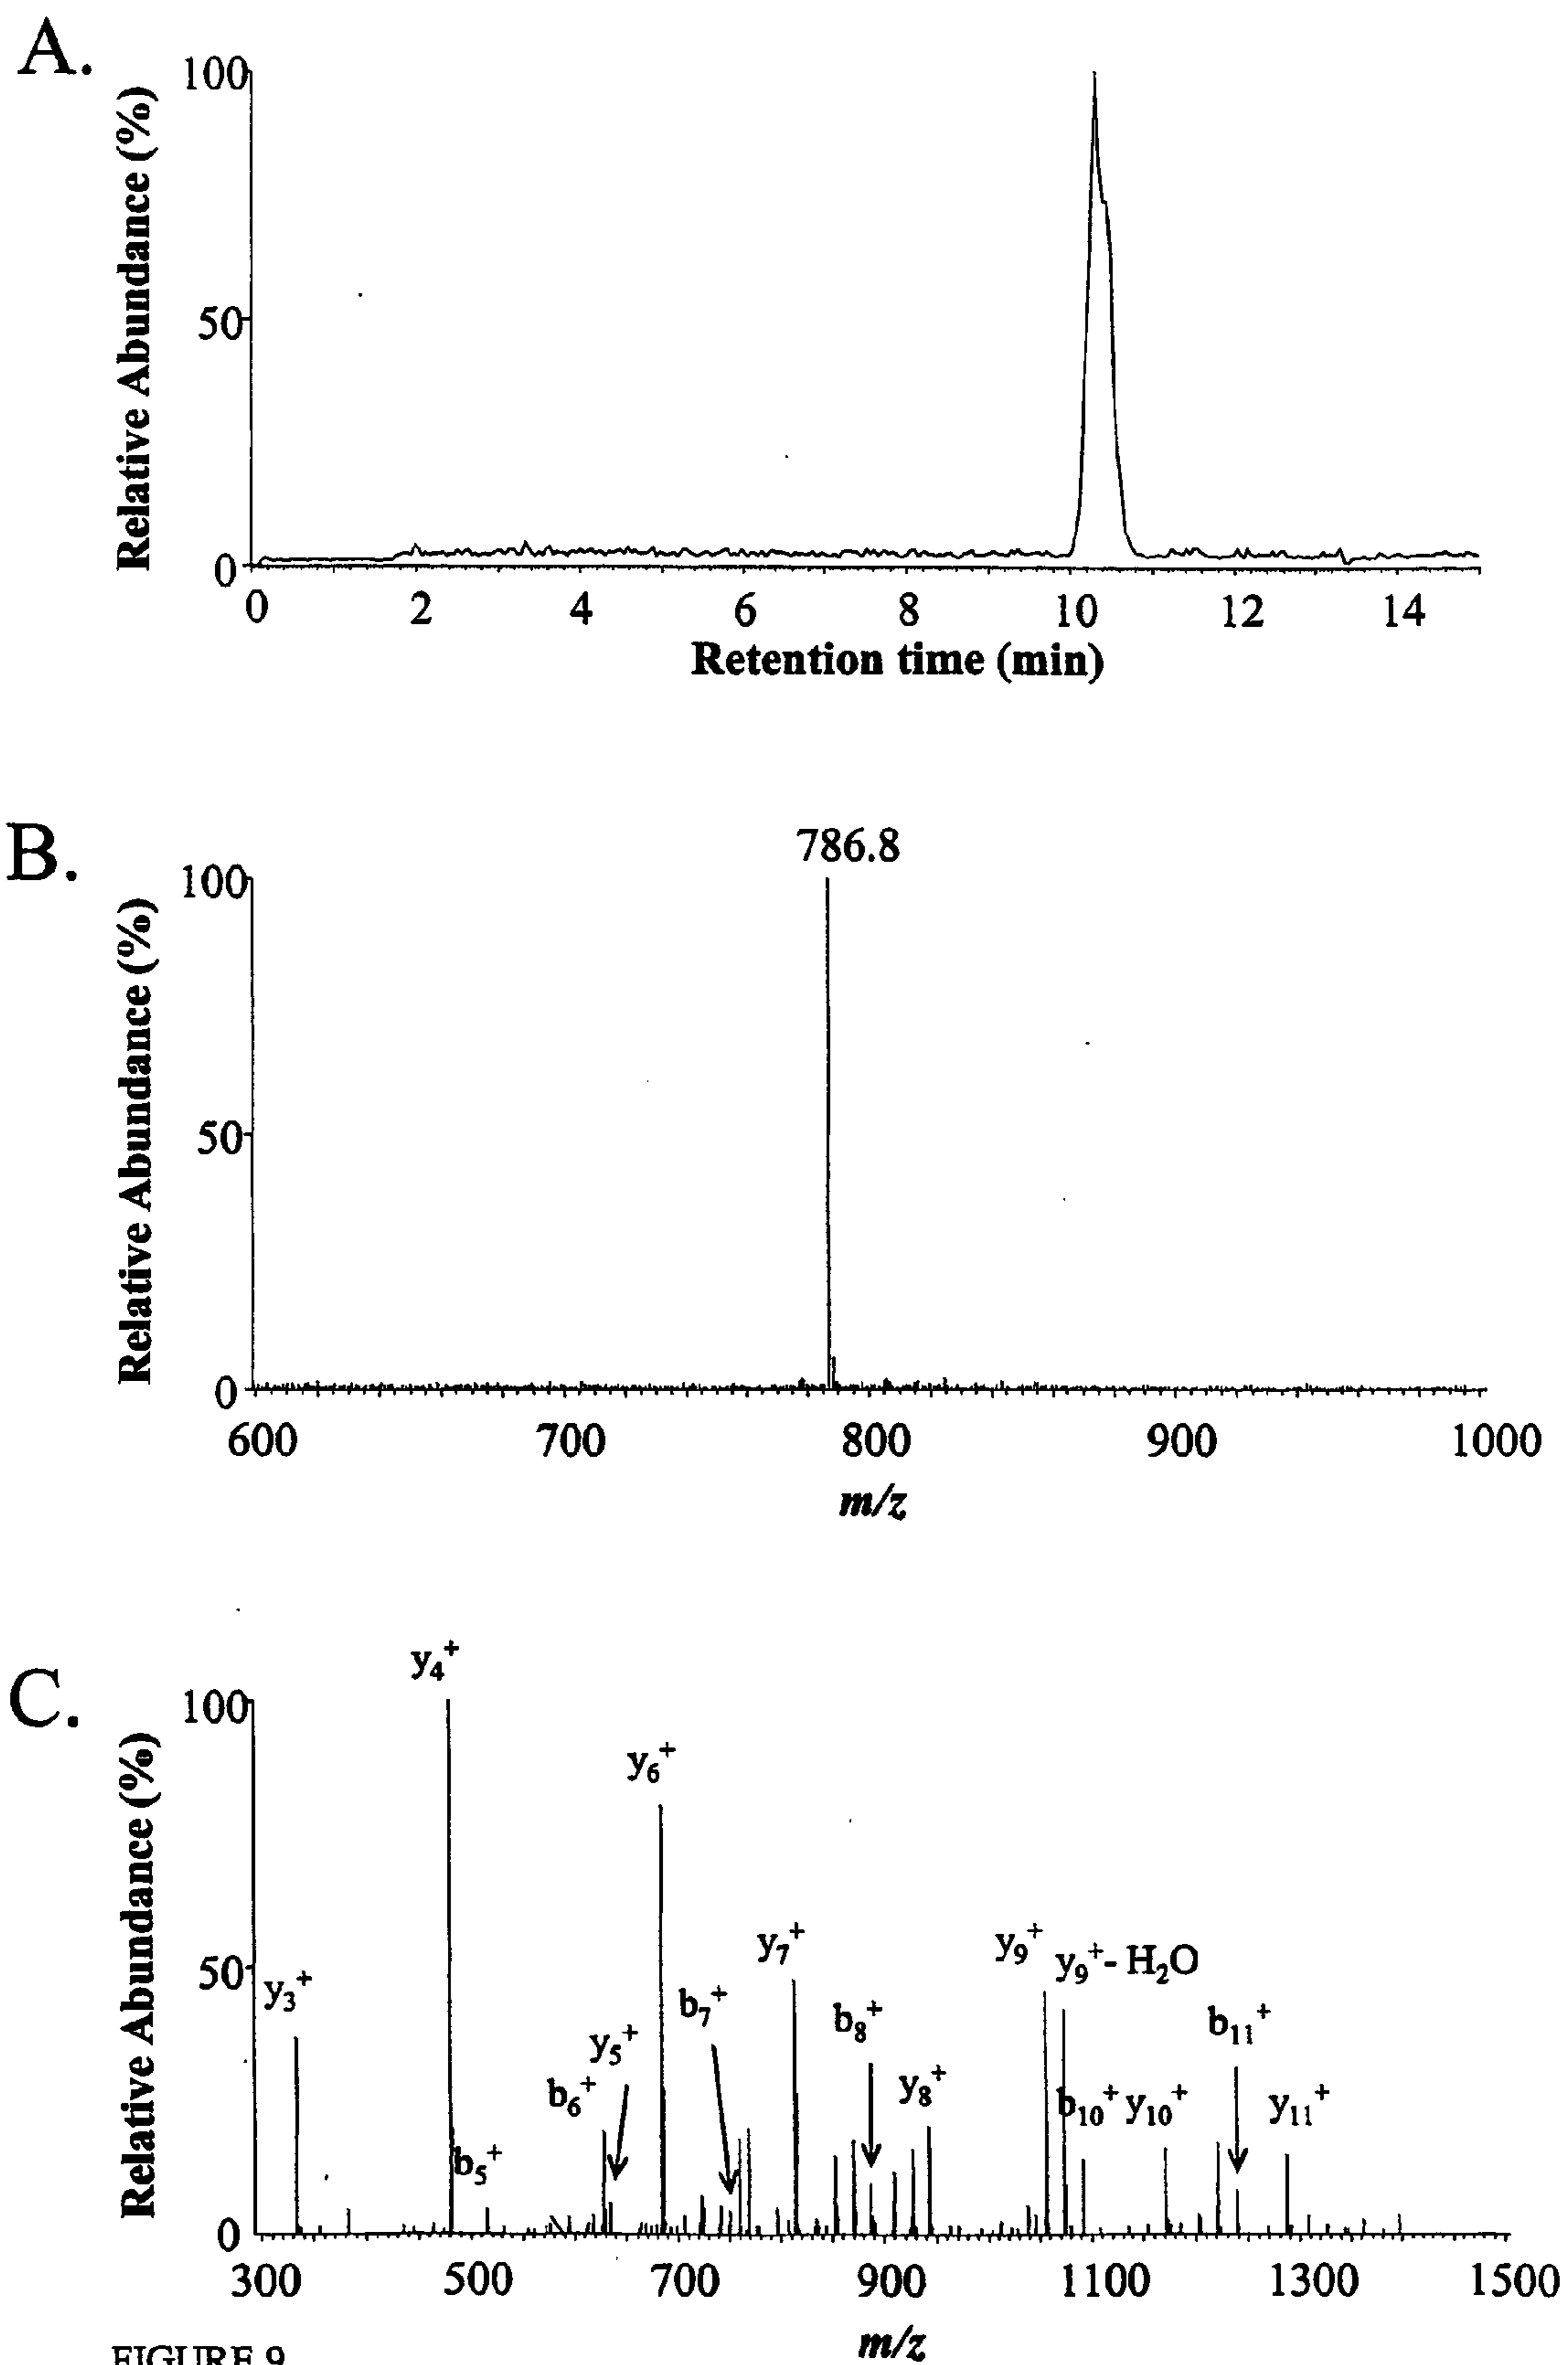 A.
Relative Abundance (%)
100
50
0
0 2 4 6 8 10 12 14
Retention time (min)
B.
786.8
Relative Abundance (%)
100
50
0
600 700 800 900 1000
m/z
C.
Relative Abundance (%)
100
50
0
y3+
y4+
b5+
b6+
y5+
y6+
b7+
y7+
b8+
y8+
y9+
y9+- H2O
b10+
y10+
b11+
y11+
300 500 700 900 1100 1300 1500
m/z
FIGURE 9